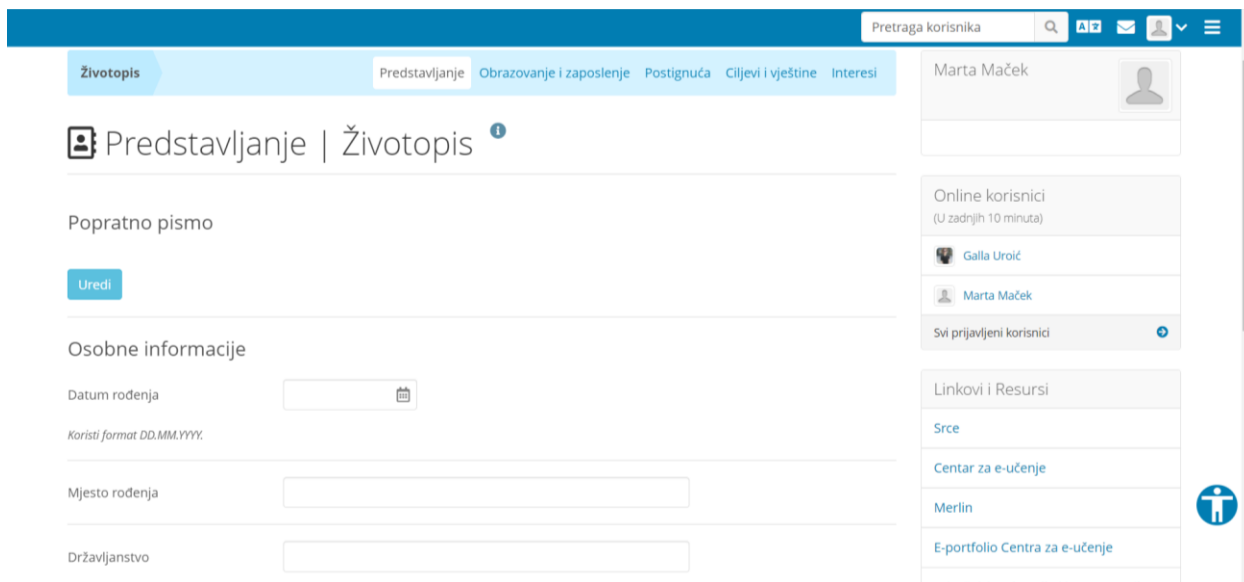 Pretraga korisnika
Životopis
Predstavljanje Obrazovanje i zaposlenje Postignuća Ciljevi i vještine Interesi
Predstavljanje | Životopis
Popratno pismo
Uredi
Osobne informacije
Datum rođenja
Koristi format DD.MM.YYYY.
Mjesto rođenja
Državljanstvo
Marta Maček
Online korisnici
(U zadnjih 10 minuta)
Galla Uroić
Marta Maček
Svi prijavljeni korisnici
Linkovi i Resursi
Srce
Centar za e-učenje
Merlin
E-portfolio Centra za e-učenje